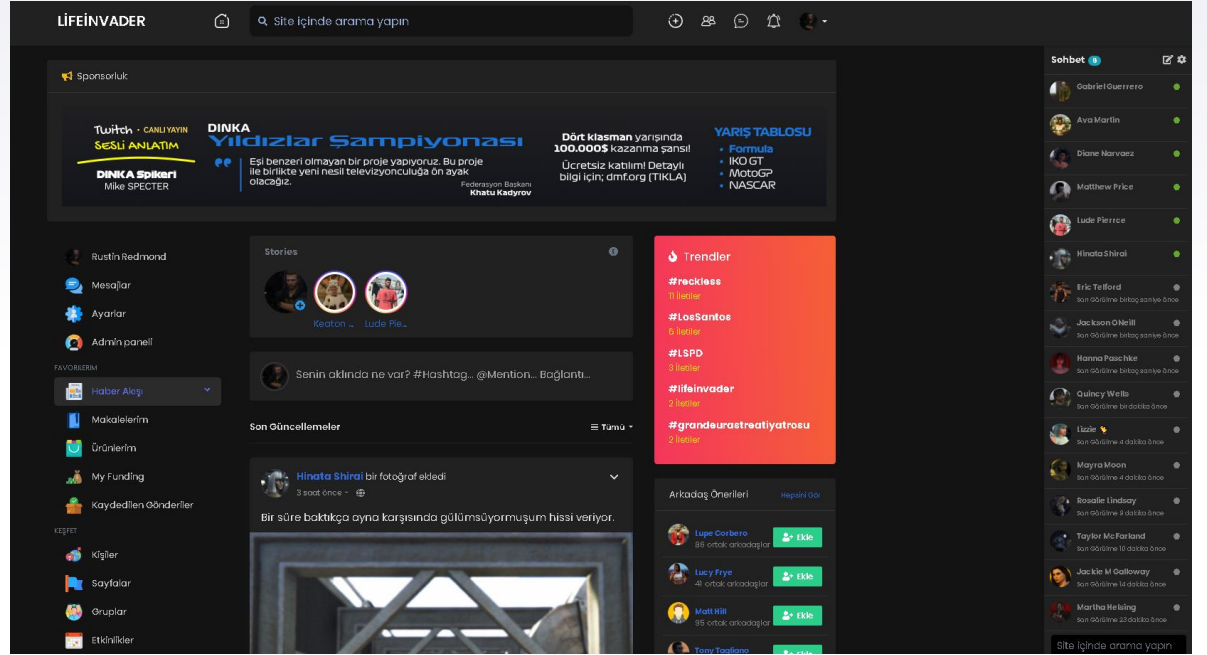 LİFEİNVADER
Site içinde arama yapın
Sponsorluk
Twitch · CANLI YAYIN
SESLİ ANLATIM
DINKA Spikeri
Mike SPECTER
DINKA
Yıldızlar Şampiyonası
Eşi benzeri olmayan bir proje yapıyoruz. Bu proje
ile birlikte yeni nesil televizyonculuğa ön ayak
olacağız.
Federasyon Başkanı
Khatu Kadyrov
Dört klasman yarışında
100.000$ kazanma şansı!
Ücretsiz katılım! Detaylı
bilgi için; dmf.org (TIKLA)
YARIŞ TABLOSU
• Formula
• IKO GT
• MotoGP
• NASCAR
Rustin Redmond
Mesajlar
Ayarlar
Admin paneli
FAVORİLERİM
Haber Akışı
Makalelerim
Ürünlerim
My Funding
Kaydedilen Gönderiler
KEŞFET
Kişiler
Sayfalar
Gruplar
Etkinlikler
Stories
Keaton ...
Lude Pie...
Senin aklında ne var? #Hashtag... @Mention... Bağlantı...
Son Güncellemeler
Tümü
Hinata Shirai bir fotoğraf ekledi
3 saat önce -
Bir süre baktıkça ayna karşısında gülümsüyormuşum hissi veriyor.
Trendler
#reckless
11 İletiler
#LosSantos
6 İletiler
#LSPD
3 İletiler
#lifeinvader
2 İletiler
#grandeurastreatiyatrosu
2 İletiler
Arkadaş Önerileri
Hepsini Gör
Lupe Corbero
86 ortak arkadaşlar
Ekle
Lucy Frye
41 ortak arkadaşlar
Ekle
Matt Hill
95 ortak arkadaşlar
Ekle
Tony Tagliano
Ekle
Sohbet 6
Gabriel Guerrero
Ava Martin
Diane Narvaez
Matthew Price
Lude Pierrce
Hinata Shirai
Eric Telford
Son Görülme birkaç saniye önce
Jackson ONeill
Son Görülme birkaç saniye önce
Hanna Paschke
Son Görülme birkaç saniye önce
Quincy Wells
Son Görülme bir dakika önce
Lizzie
Son Görülme 4 dakika önce
Mayra Moon
Son Görülme 4 dakika önce
Rosalie Lindsay
Son Görülme 9 dakika önce
Taylor McFarland
Son Görülme 10 dakika önce
Jackie M Galloway
Son Görülme 14 dakika önce
Martha Helsing
Son Görülme 23 dakika önce
Site içinde arama yapın